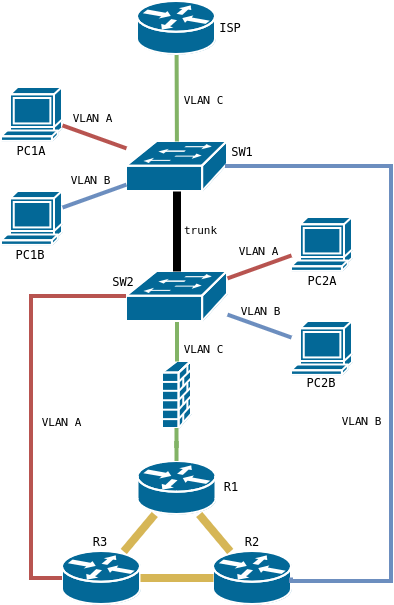 ISP
VLAN C
VLAN A
PC1A
SW1
VLAN B
PC1B
trunk
VLAN A
PC2A
SW2
VLAN B
VLAN C
PC2B
VLAN A
VLAN B
R1
R3
R2